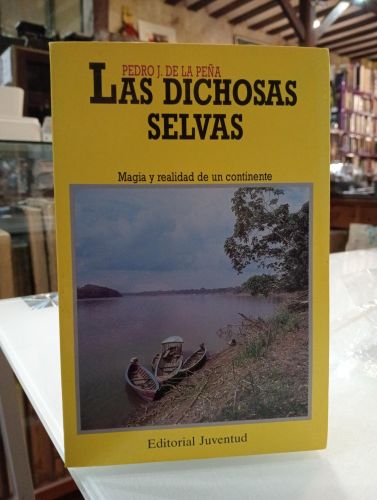 PEDRO J. DE LA PEÑA
LAS DICHOSAS
SELVAS
Magia y realidad de un continente
Editorial Juventud